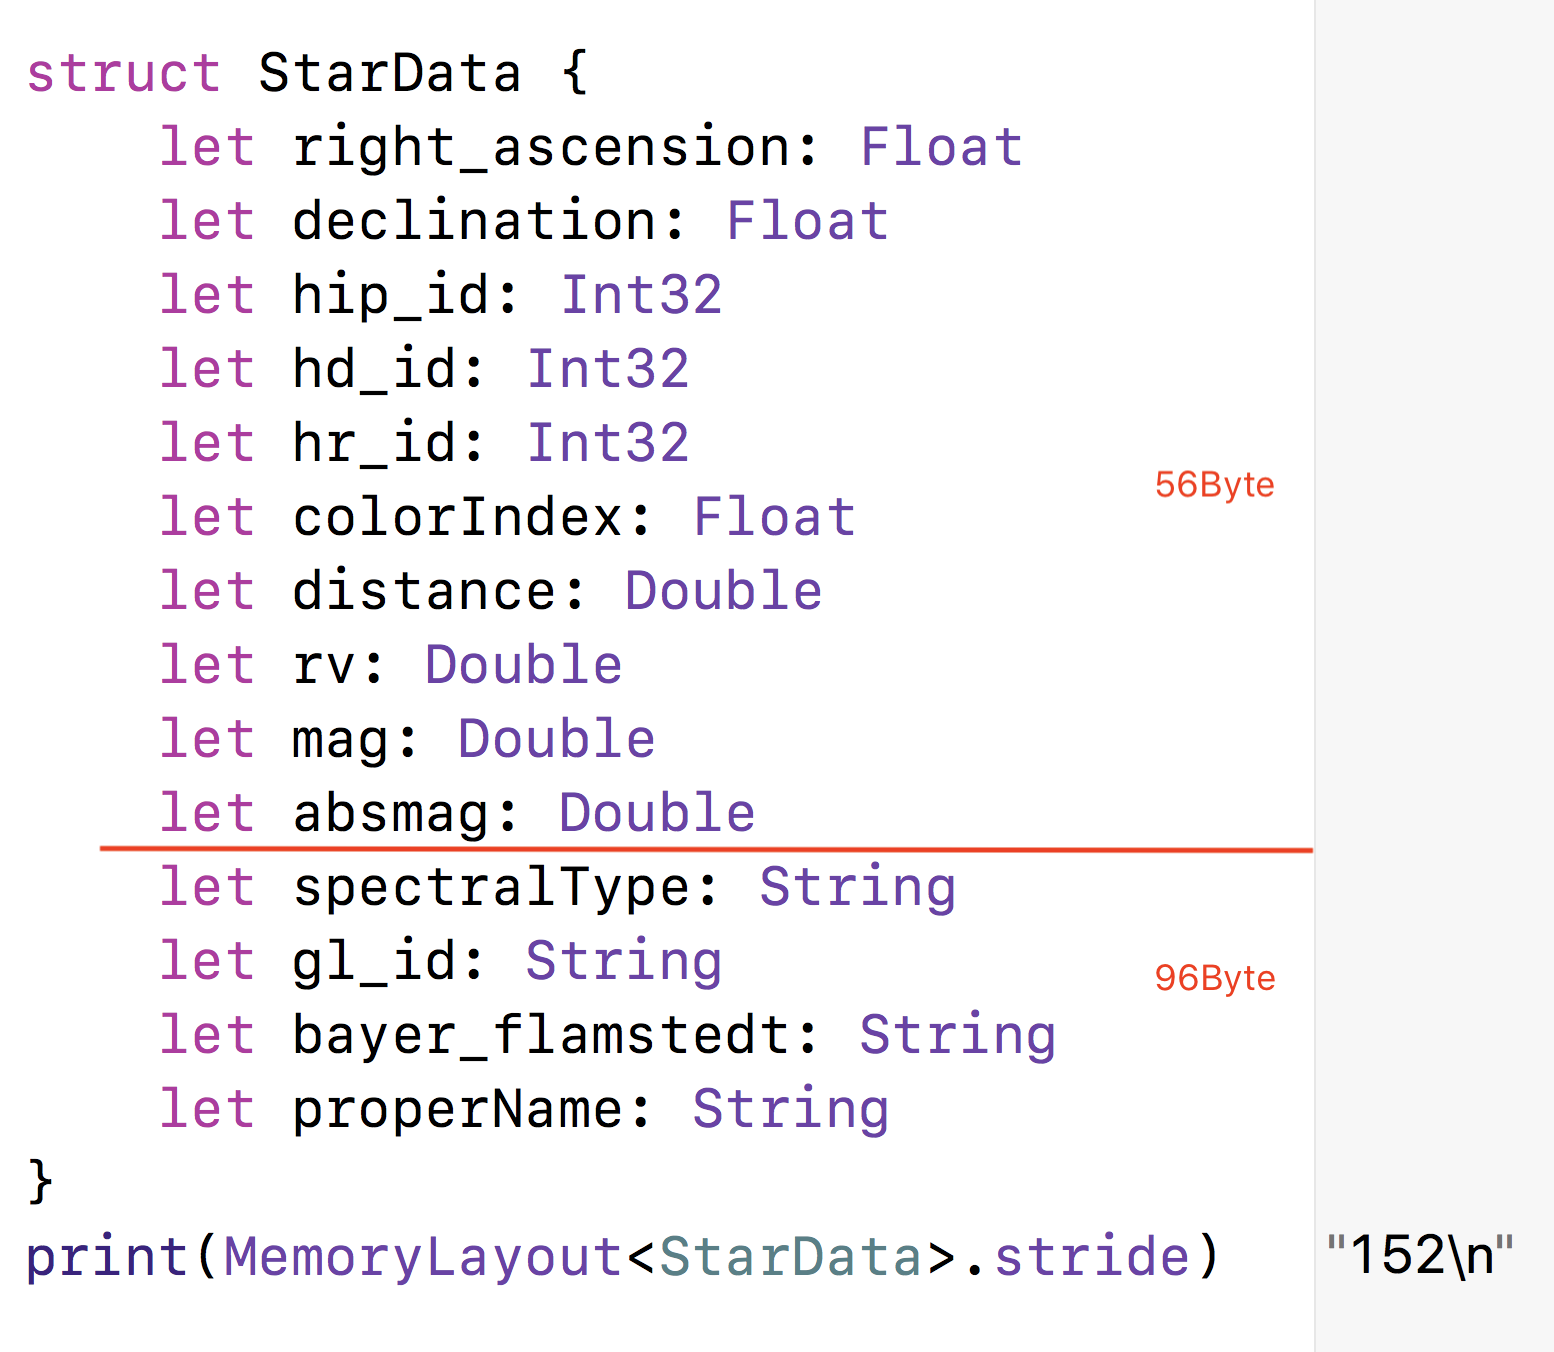 struct StarData {
    let right_ascension: Float
    let declination: Float
    let hip_id: Int32
    let hd_id: Int32
    let hr_id: Int32
56Byte
    let colorIndex: Float
    let distance: Double
    let rv: Double
    let mag: Double
    let absmag: Double
    let spectralType: String
    let gl_id: String
96Byte
    let bayer_flamstedt: String
    let properName: String
}
print(MemoryLayout<StarData>.stride) "152\n"